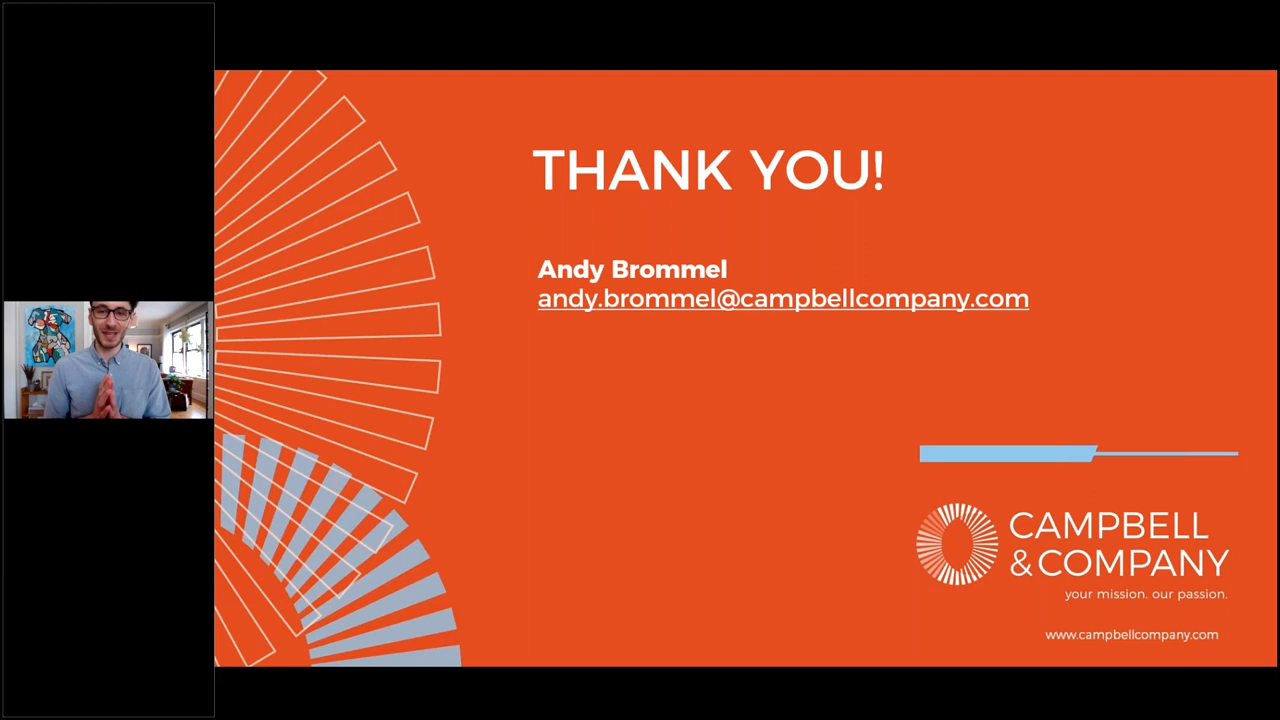 THANK YOU!
Andy Brommel
andy.brommel@campbellcompany.com
CAMPBELL
&COMPANY
your mission. our passion.
www.campbellcompany.com